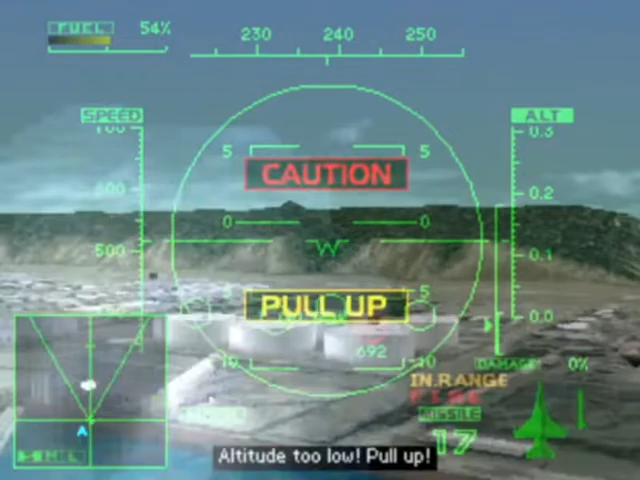 FUEL 54%
230 240 250
SPEED
ALT
0.3
5 5
CAUTION
600
0.2
0 0
500
0.1
5 5
PULL UP
0.0
692
-10 -10
DAMAGE 0%
IN.RANGE
FIRE
MISSILE
17
A
Altitude too low! Pull up!